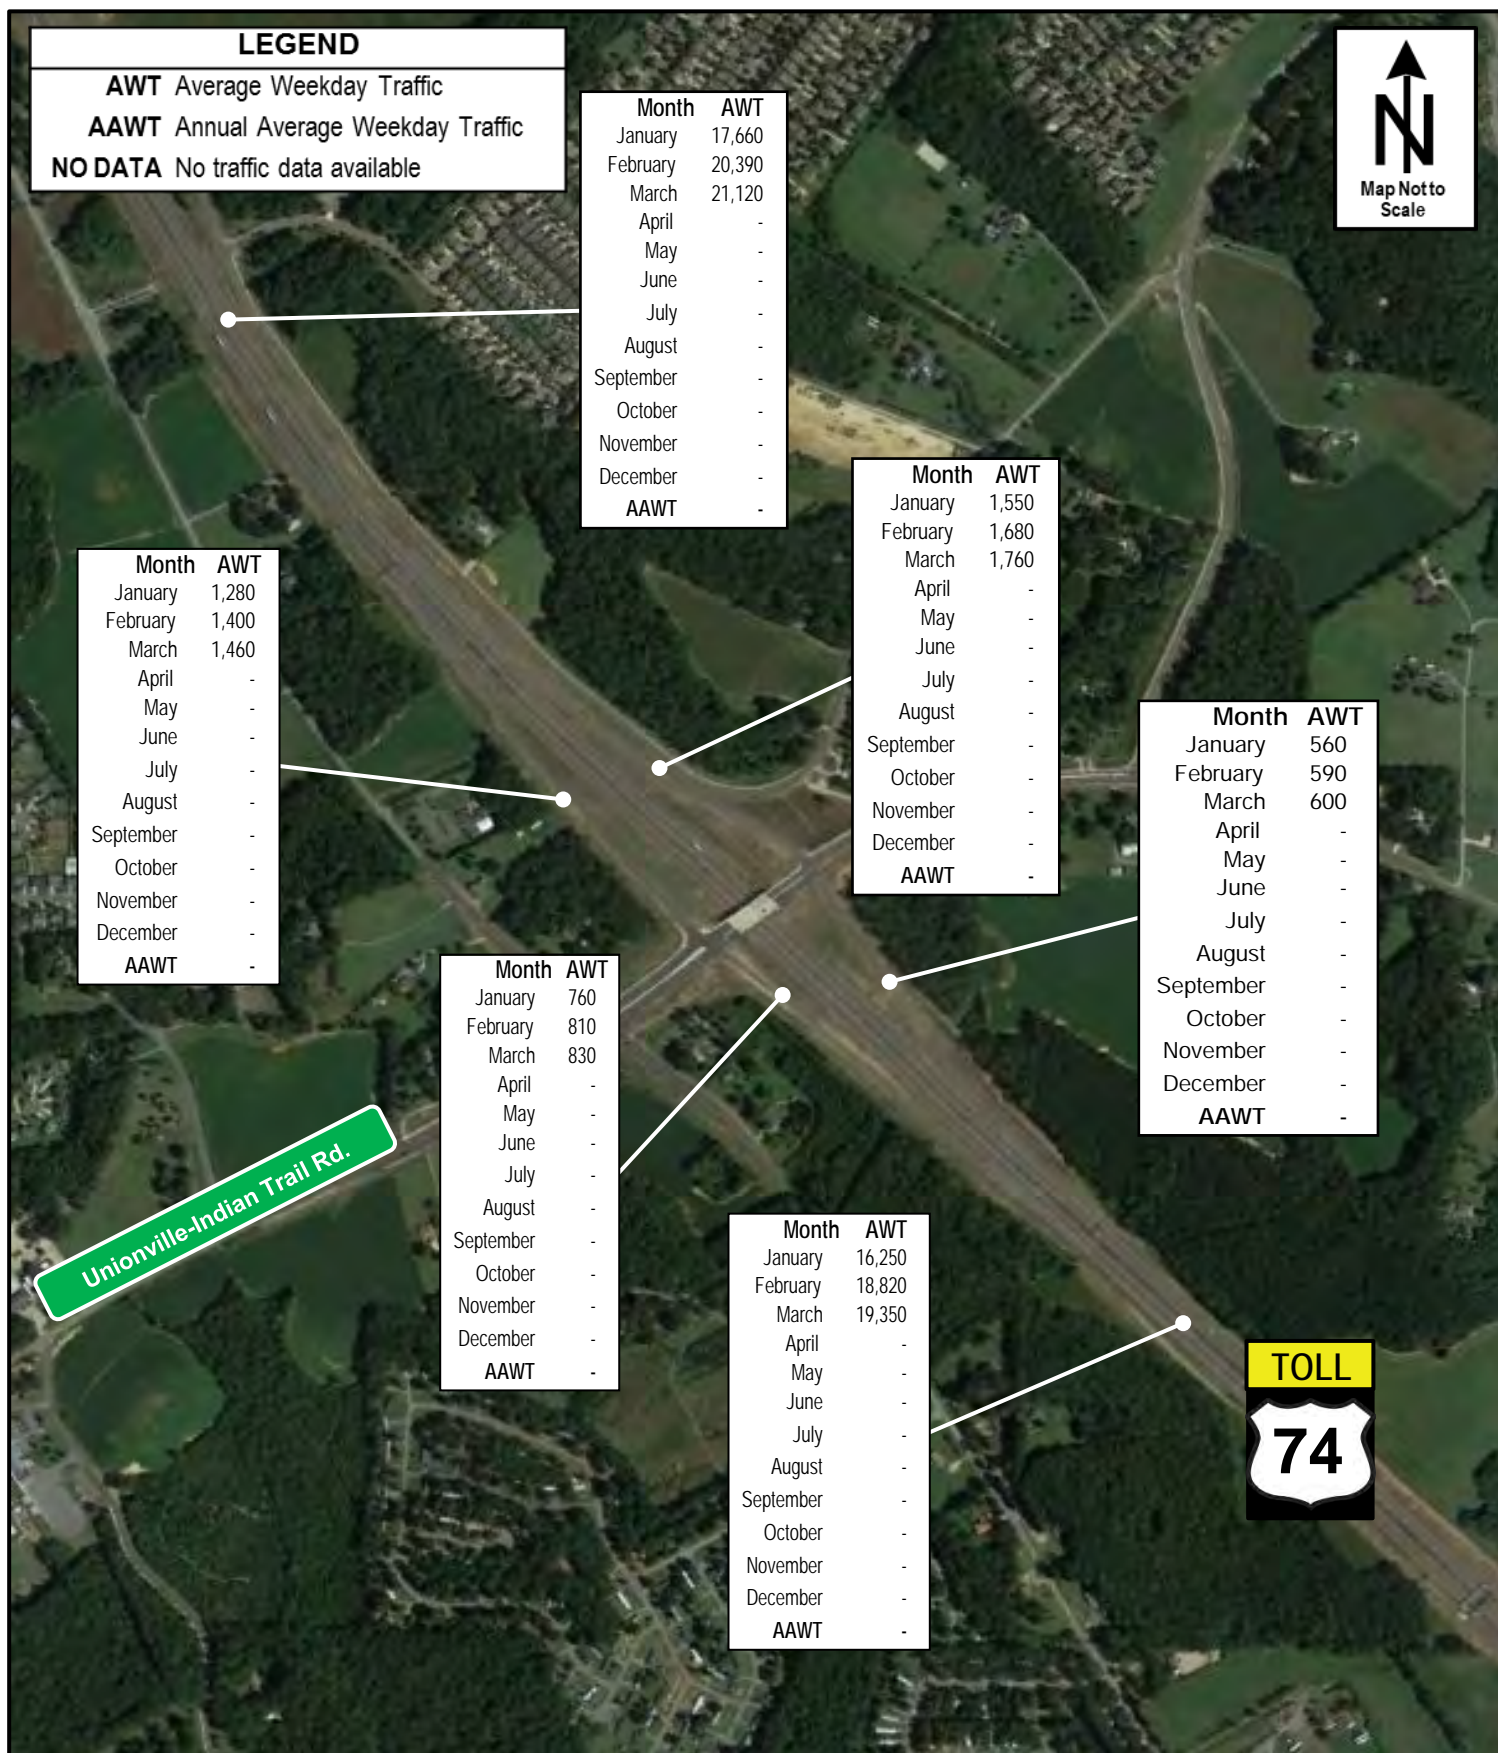 LEGEND
AWT Average Weekday Traffic
AAWT Annual Average Weekday Traffic
NO DATA No traffic data available
Map Not to
Scale
Month AWT
January 17,660
February 20,390
March 21,120
April -
May -
June -
July -
August -
September -
October -
November -
December -
AAWT -
Month AWT
January 1,550
February 1,680
March 1,760
April -
May -
June -
July -
August -
September -
October -
November -
December -
AAWT -
Month AWT
January 1,280
February 1,400
March 1,460
April -
May -
June -
July -
August -
September -
October -
November -
December -
AAWT -
Month AWT
January 560
February 590
March 600
April -
May -
June -
July -
August -
September -
October -
November -
December -
AAWT -
Month AWT
January 760
February 810
March 830
April -
May -
June -
July -
August -
September -
October -
November -
December -
AAWT -
Unionville-Indian Trail Rd.
Month AWT
January 16,250
February 18,820
March 19,350
April -
May -
June -
July -
August -
September -
October -
November -
December -
AAWT -
TOLL
74
N